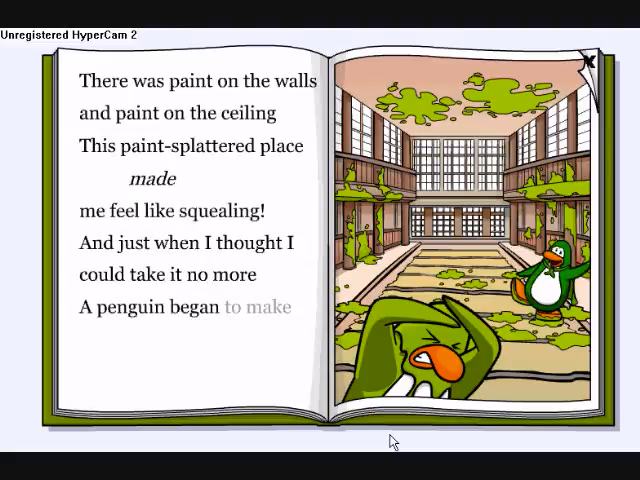 Unregistered HyperCam 2
There was paint on the walls
and paint on the ceiling
This paint-splattered place
made
me feel like squealing!
And just when I thought I
could take it no more
A penguin began to make